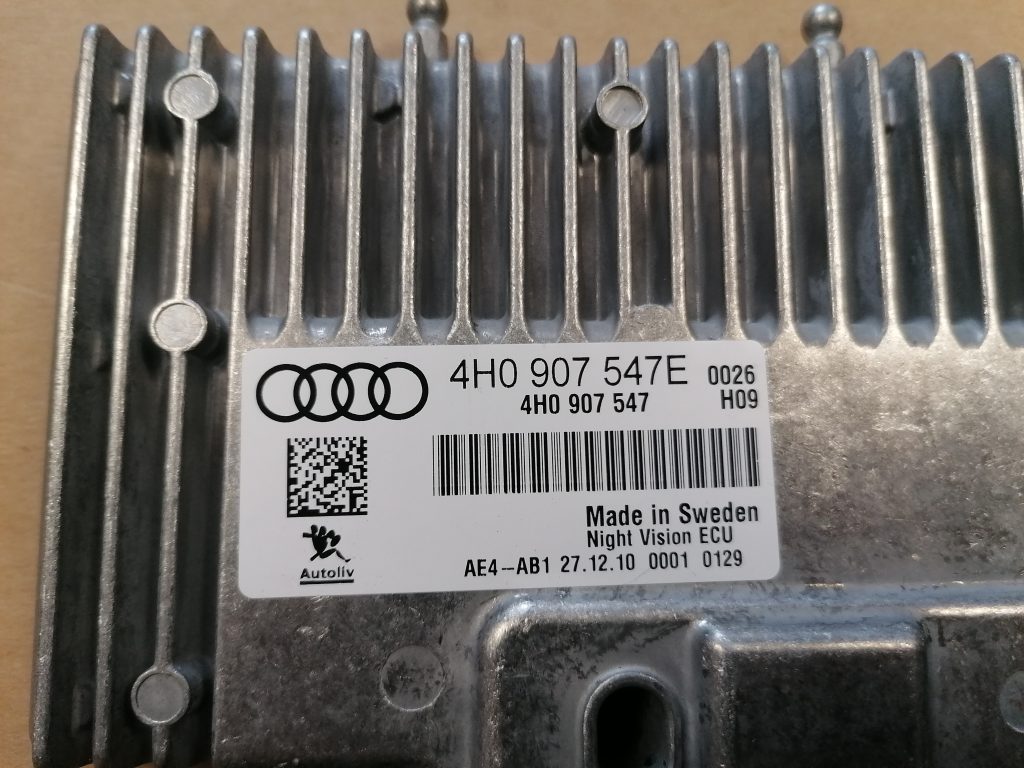 4H0 907 547E 0026
4H0 907 547 H09
Made in Sweden
Night Vision ECU
Autoliv
AE4-AB1 27.12.10 0001 0129